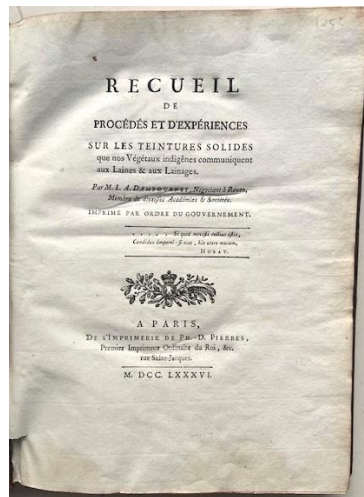 RECUEIL
DE
PROCÉDÉS ET D'EXPÉRIENCES
SUR LES TEINTURES SOLIDES
que nos Végétaux indigènes communiquent
aux Laines & aux Lainages.
Par M. L. A. DAMBOURNEY, Négociant à Rouen,
Membre de diverses Académies & Sociétés.
IMPRIMÉ PAR ORDRE DU GOUVERNEMENT.
. . . . . Si quid novisti rectius istis,
Candidus imperti: si non, his utere mecum.
HORAT.
A PARIS,
DE L'IMPRIMERIE DE PH.-D. PIERRES,
Premier Imprimeur Ordinaire du Roi, &c.
rue Saint-Jacques.
M. DCC. LXXXVI.